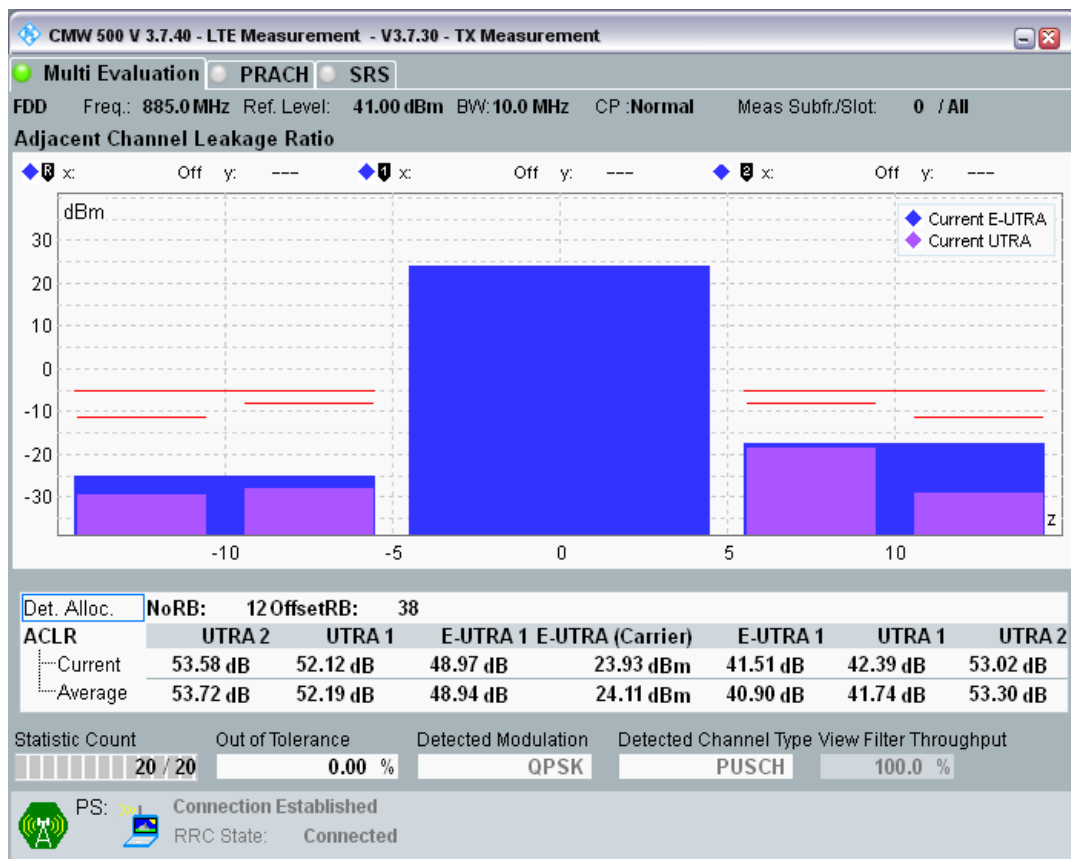 CMW 500 V 3.7.40 - LTE Measurement - V3.7.30 - TX Measurement
Multi Evaluation PRACH SRS
FDD Freq.: 885.0 MHz Ref. Level: 41.00 dBm BW: 10.0 MHz CP :Normal Meas Subfr./Slot: 0 / All
Adjacent Channel Leakage Ratio
R x: Off y: --- 1 x: Off y: --- 2 x: Off y: ---
dBm
Current E-UTRA
Current UTRA
30
20
10
0
-10
-20
-30
z
-10 -5 0 5 10
Det. Alloc. NoRB: 12 OffsetRB: 38
ACLR UTRA 2 UTRA 1 E-UTRA 1 E-UTRA (Carrier) E-UTRA 1 UTRA 1 UTRA 2
Current 53.58 dB 52.12 dB 48.97 dB 23.93 dBm 41.51 dB 42.39 dB 53.02 dB
Average 53.72 dB 52.19 dB 48.94 dB 24.11 dBm 40.90 dB 41.74 dB 53.30 dB
Statistic Count Out of Tolerance Detected Modulation Detected Channel Type View Filter Throughput
20 / 20 0.00 % QPSK PUSCH 100.0 %
PS: Connection Established
RRC State: Connected